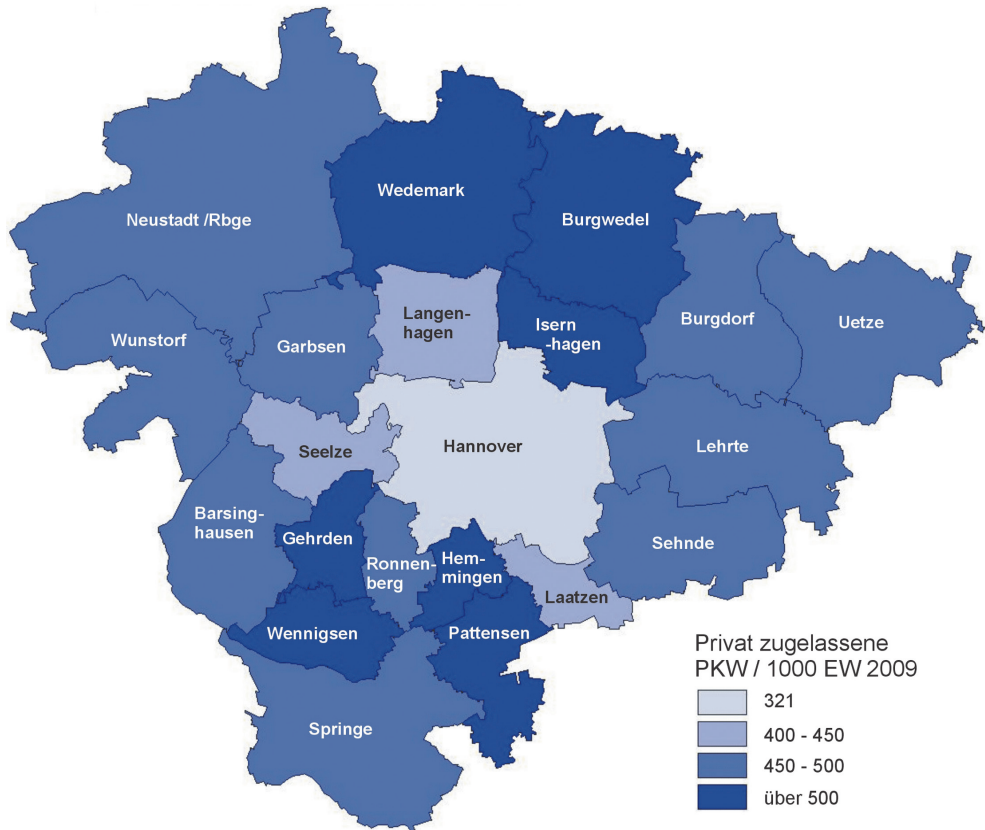 Wedemark
Neustadt /Rbge
Burgwedel
Langen-
hagen
Isern
-hagen
Burgdorf
Uetze
Wunstorf
Garbsen
Seelze
Hannover
Lehrte
Barsing-
hausen
Gehrden
Ronnen-
berg
Hem-
mingen
Sehnde
Laatzen
Wennigsen
Pattensen
Springe
Privat zugelassene
PKW / 1000 EW 2009
321
400 - 450
450 - 500
über 500